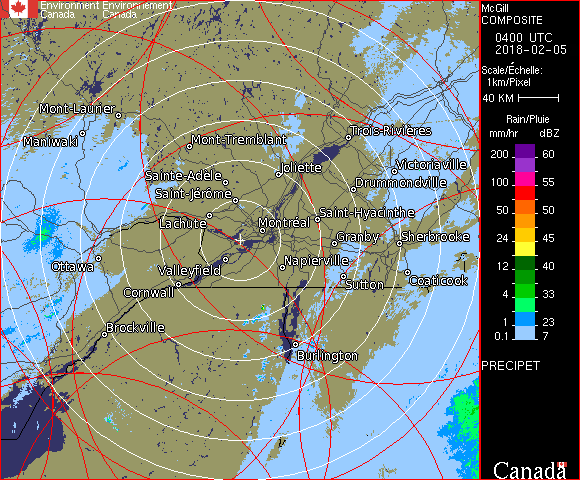 Environment Environnement
Canada Canada
Mont-Laurier
Maniwaki
Mont-Tremblant
Trois-Rivières
Sainte-Adèle
Joliette
Victoriaville
Saint-Jérôme
Drummondville
Lachute
Montréal
Saint-Hyacinthe
Granby
Sherbrooke
Ottawa
Valleyfield
Napierville
Cornwall
Sutton
Coaticook
Brockville
Burlington
McGill
COMPOSITE
0400 UTC
2018-02-05
Scale/Échelle:
1km/Pixel
40 KM
Rain/Pluie
mm/hr dBZ
200 60
150 57
100 55
50 50
24 45
12 40
4 33
1 23
0.1 7
PRECIPET
Canada